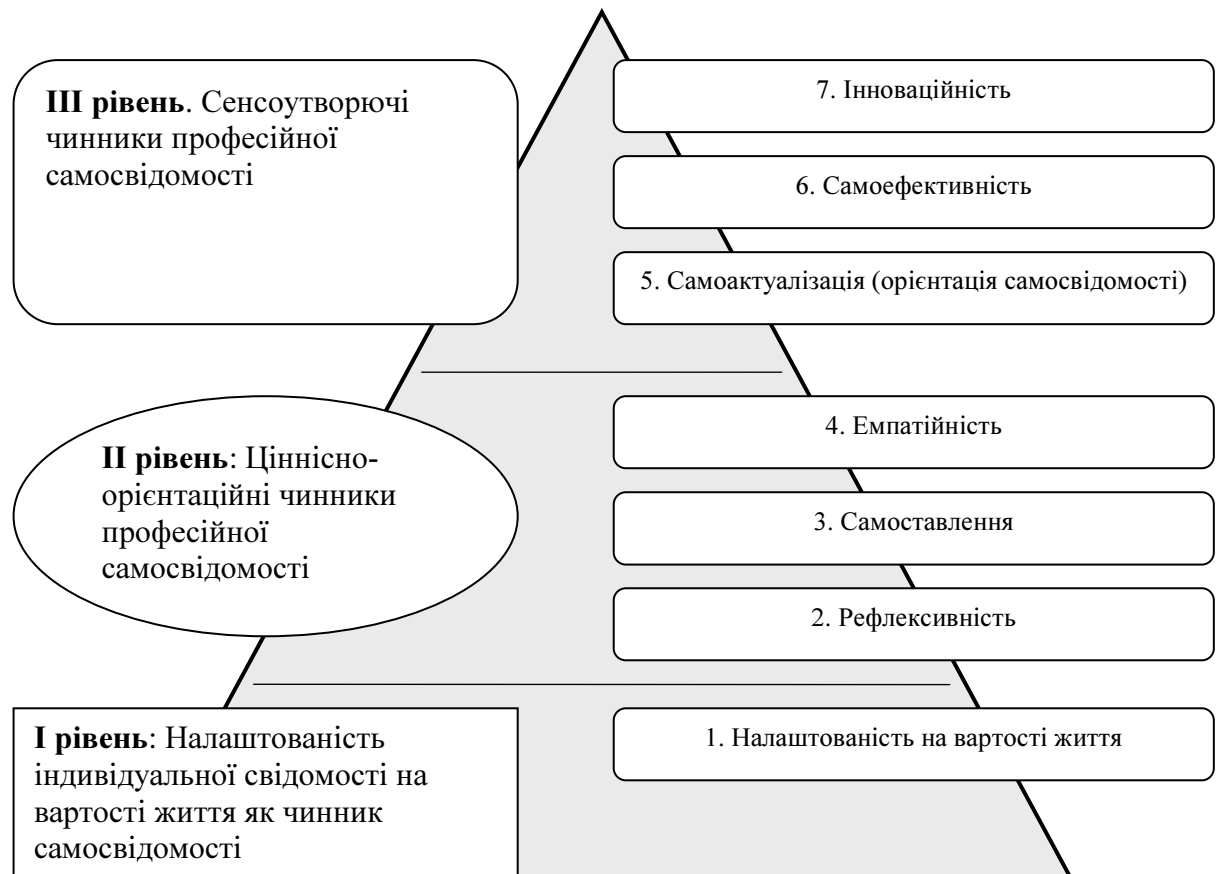 III рівень. Сенсоутворюючі
чинники професійної
самосвідомості
7. Інноваційність
6. Самоефективність
5. Самоактуалізація (орієнтація самосвідомості)
II рівень: Ціннісно-
орієнтаційні чинники
професійної
самосвідомості
4. Емпатійність
3. Самоставлення
2. Рефлексивність
I рівень: Налаштованість
індивідуальної свідомості на
вартості життя як чинник
самосвідомості
1. Налаштованість на вартості життя